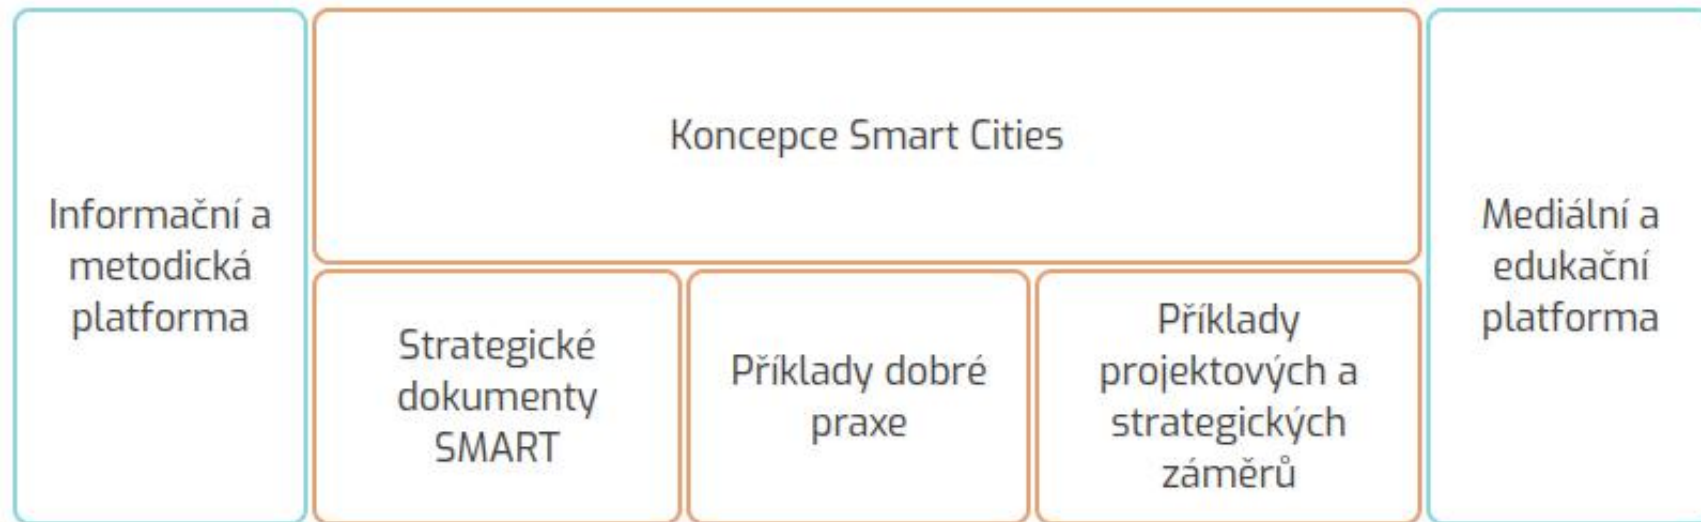 Informační a
metodická
platforma
Koncepce Smart Cities
Strategické
dokumenty
SMART
Příklady dobré
praxe
Příklady
projektových a
strategických
záměrů
Mediální a
edukační
platforma